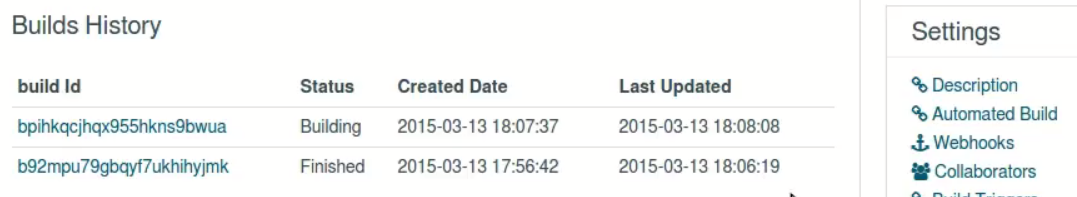 Builds History
build Id Status Created Date Last Updated
bpihkqcjhqx955hkns9bwua Building 2015-03-13 18:07:37 2015-03-13 18:08:08
b92mpu79gbqyf7ukhihyjmk Finished 2015-03-13 17:56:42 2015-03-13 18:06:19
Settings
Description
Automated Build
Webhooks
Collaborators
Build Triggers